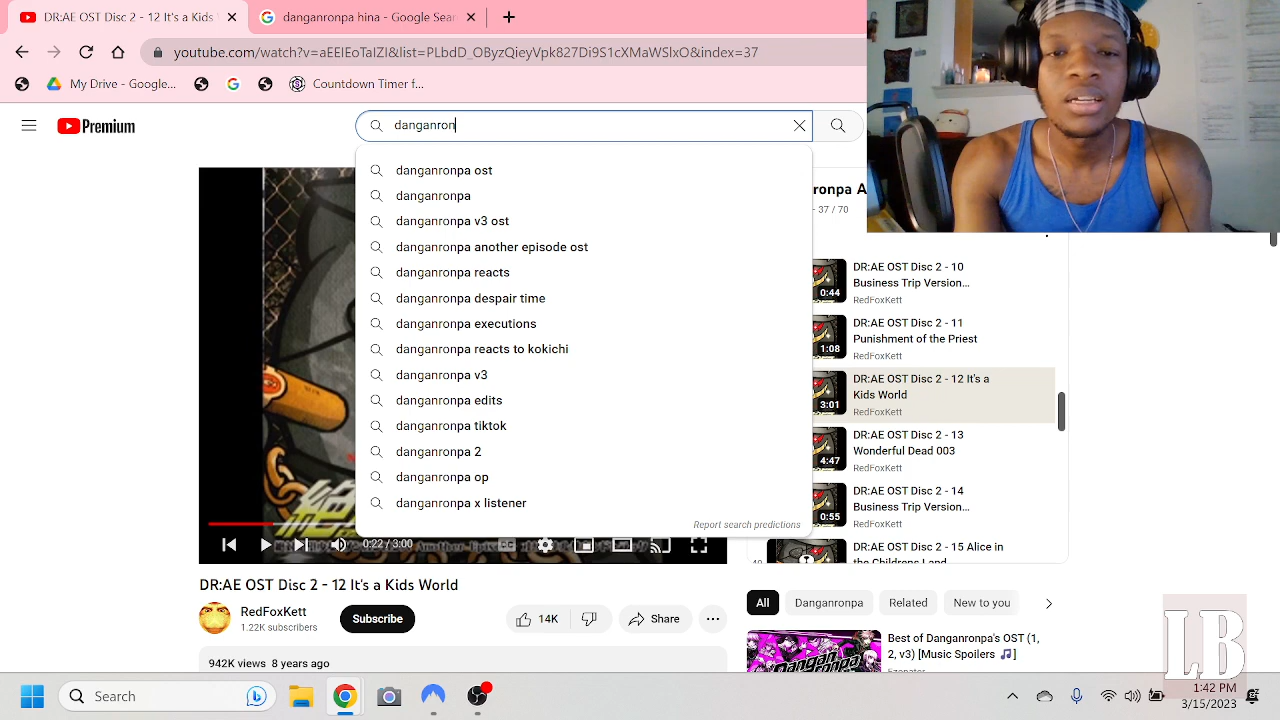 DR:AE OST Disc 2 - 12 It's a K
danganronpa - Google Search
youtube.com/watch?v=aEEIEoTaIZI&list=PLbdD_OByzQieyVpk827Di9S1cXMaWSlxO&index=37
My Drive - Google D...
Countdown Timer f...
Premium
danganron
danganronpa ost
danganronpa
danganronpa v3 ost
danganronpa another episode ost
danganronpa reacts
danganronpa despair time
danganronpa executions
danganronpa reacts to kokichi
danganronpa v3
danganronpa edits
danganronpa tiktok
danganronpa 2
danganronpa op
danganronpa x listener
Report search predictions
ronpa A
- 37 / 70
DR:AE OST Disc 2 - 10
Business Trip Version...
0:44
RedFoxKett
DR:AE OST Disc 2 - 11
Punishment of the Priest
1:08
RedFoxKett
DR:AE OST Disc 2 - 12 It's a
Kids World
3:01
RedFoxKett
DR:AE OST Disc 2 - 13
Wonderful Dead 003
4:47
RedFoxKett
DR:AE OST Disc 2 - 14
Business Trip Version...
0:55
RedFoxKett
DR:AE OST Disc 2 - 15 Alice in
the Childrens Land
0:22 / 3:00
DR:AE OST Disc 2 - 12 It's a Kids World
RedFoxKett
1.22K subscribers
Subscribe
14K
Share
942K views 8 years ago
All
Danganronpa
Related
New to you
Best of Danganronpa's OST (1,
2, v3) [Music Spoilers 🎵]
LB
Search
1:42 PM
3/15/2023